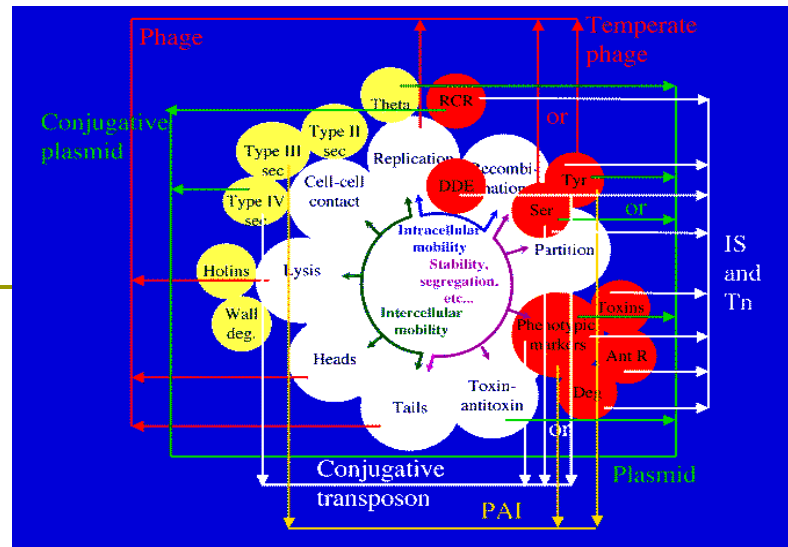 Phage
Temperate
phage
Theta
RCR
or
Conjugative
plasmid
Type II
sec
Type III
sec
Replication
Recombi-
nation
Cell-cell
contact
DDE
Tyr
Type IV
sec
Ser
or
Intracellular
mobility
Partition
Stability,
segregation.
etc...
IS
and
Tn
Holins
Lysis
Intercellular
mobility
Toxins
Wall
deg.
Phenotypic
markers
Ant R
Heads
Deg
Tails
Toxin-
antitoxin
or
Conjugative
transposon
Plasmid
PAI